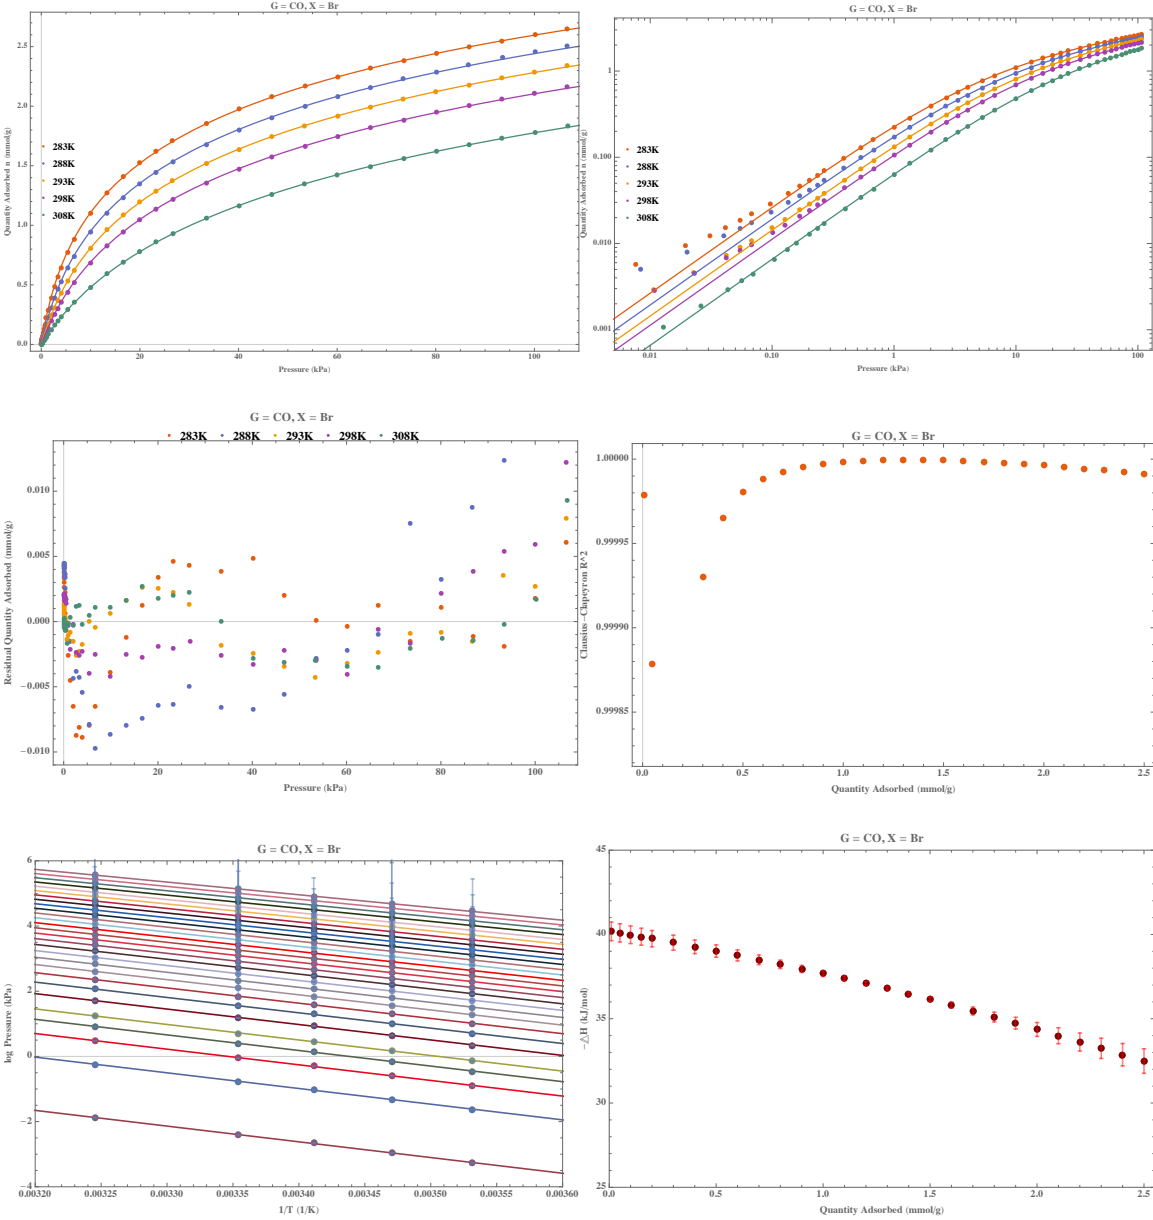 G = CO, X = Br
Quantity Adsorbed n (mmol/g)
2.5
2.0
1.5
1.0
0.5
0.0
283K
288K
293K
298K
308K
0 20 40 60 80 100
Pressure (kPa)
G = CO, X = Br
Quantity Adsorbed n (mmol/g)
1
0.100
0.010
0.001
283K
288K
293K
298K
308K
0.01 0.10 1 10 100
Pressure (kPa)
G = CO, X = Br
283K 288K 293K 298K 308K
Residual Quantity Adsorbed (mmol/g)
0.010
0.005
0.000
−0.005
−0.010
0 20 40 60 80 100
Pressure (kPa)
G = CO, X = Br
Clausius−Clapeyron R^2
1.00000
0.99995
0.99990
0.99985
0.0 0.5 1.0 1.5 2.0 2.5
Quantity Adsorbed (mmol/g)
G = CO, X = Br
log Pressure (kPa)
6
4
2
0
−2
−4
0.00320 0.00325 0.00330 0.00335 0.00340 0.00345 0.00350 0.00355 0.00360
1/T (1/K)
G = CO, X = Br
−△H (kJ/mol)
45
40
35
30
25
0.0 0.5 1.0 1.5 2.0 2.5
Quantity Adsorbed (mmol/g)